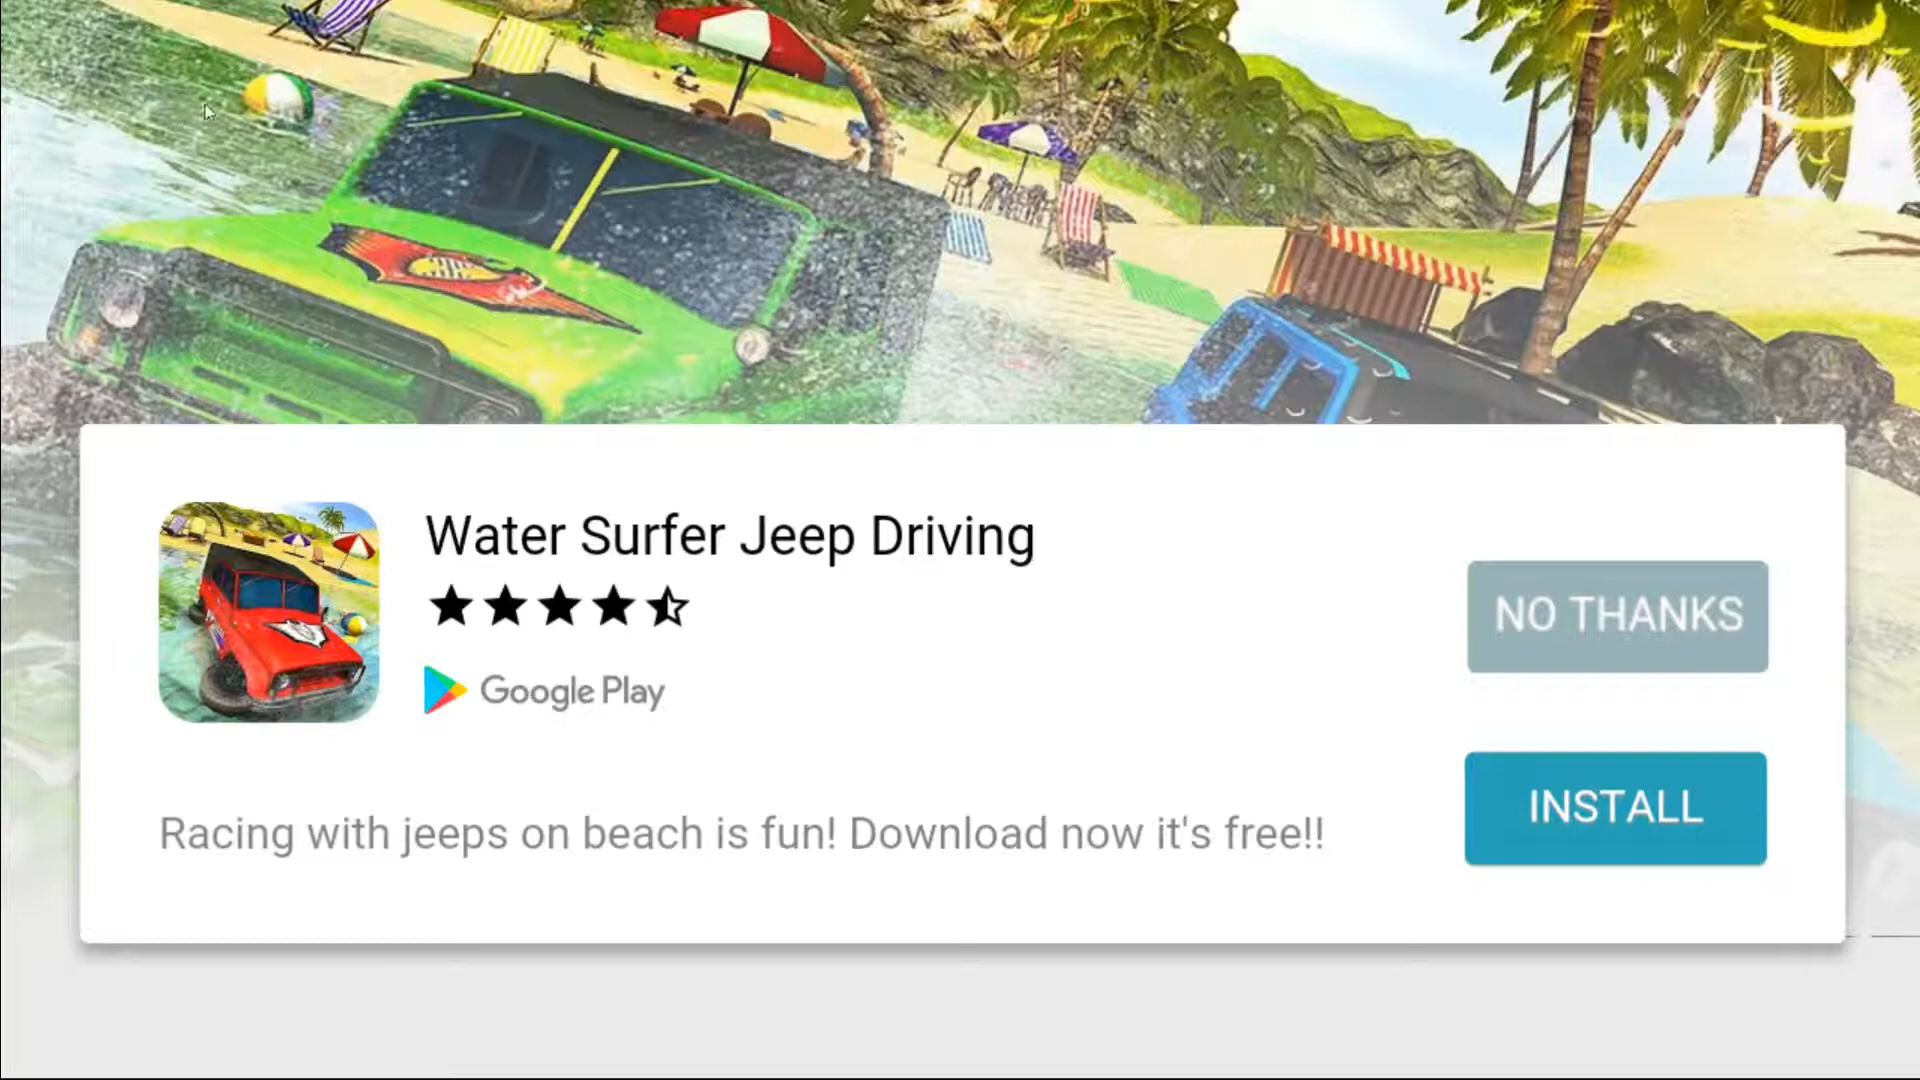 Water Surfer Jeep Driving
Google Play
NO THANKS
INSTALL
Racing with jeeps on beach is fun! Download now it's free!!